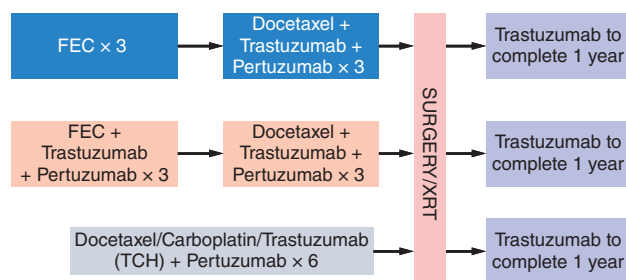 FEC × 3
Docetaxel +
Trastuzumab +
Pertuzumab × 3
Trastuzumab to
complete 1 year
SURGERY/XRT
FEC +
Trastuzumab
+ Pertuzumab × 3
Docetaxel +
Trastuzumab +
Pertuzumab × 3
Trastuzumab to
complete 1 year
Docetaxel/Carboplatin/Trastuzumab
(TCH) + Pertuzumab × 6
Trastuzumab to
complete 1 year